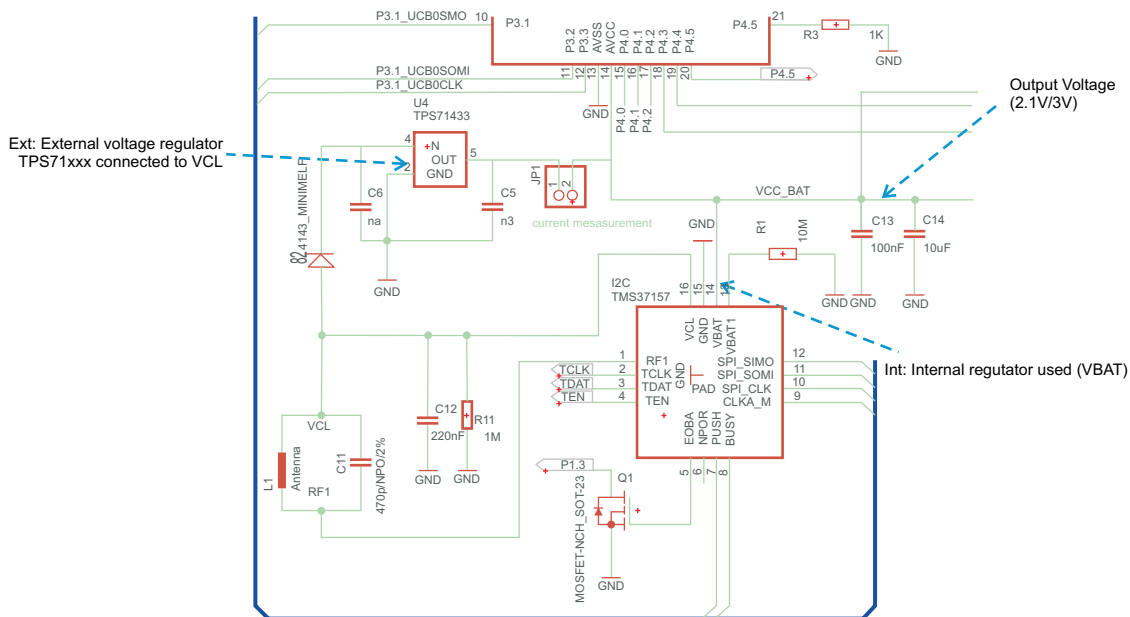 P3.1_UCB0SMO
10
P3.1
P3.2
P3.3
AVSS
AVCC
P4.0
P4.1
P4.2
P4.3
P4.4
P4.5
P4.5
21
R3
1K
GND
P3.1_UCB0SOMI
P3.1_UCB0CLK
11
12
13
14
15
16
17
18
19
20
P4.5
GND
P4.0
P4.1
P4.2
Output Voltage
(2.1V/3V)
U4
TPS71433
Ext: External voltage regulator
TPS71xxx connected to VCL
4
N
OUT
GND
2
5
JP1
1
2
current mesasurement
C6
na
C5
n3
4143_MINIMELF
GND
VCC_BAT
GND
R1
10M
C13
100nF
C14
10uF
GND
GND
GND
I2C
TMS37157
16
15
14
VCL
GND
VBAT
VBAT1
Int: Internal regutator used (VBAT)
1
2
3
4
RF1
TCLK
TDAT
TEN
TCLK
TDAT
TEN
GND
PAD
SPI_SIMO
SPI_SOMI
SPI_CLK
CLKA_M
12
11
10
9
EOBA
NPOR
PUSH
BUSY
5
6
7
8
C12
220nF
R11
1M
GND
GND
VCL
L1
Antenna
RF1
C11
470p/NPO/2%
P1.3
Q1
MOSFET-NCH_SOT-23
GND